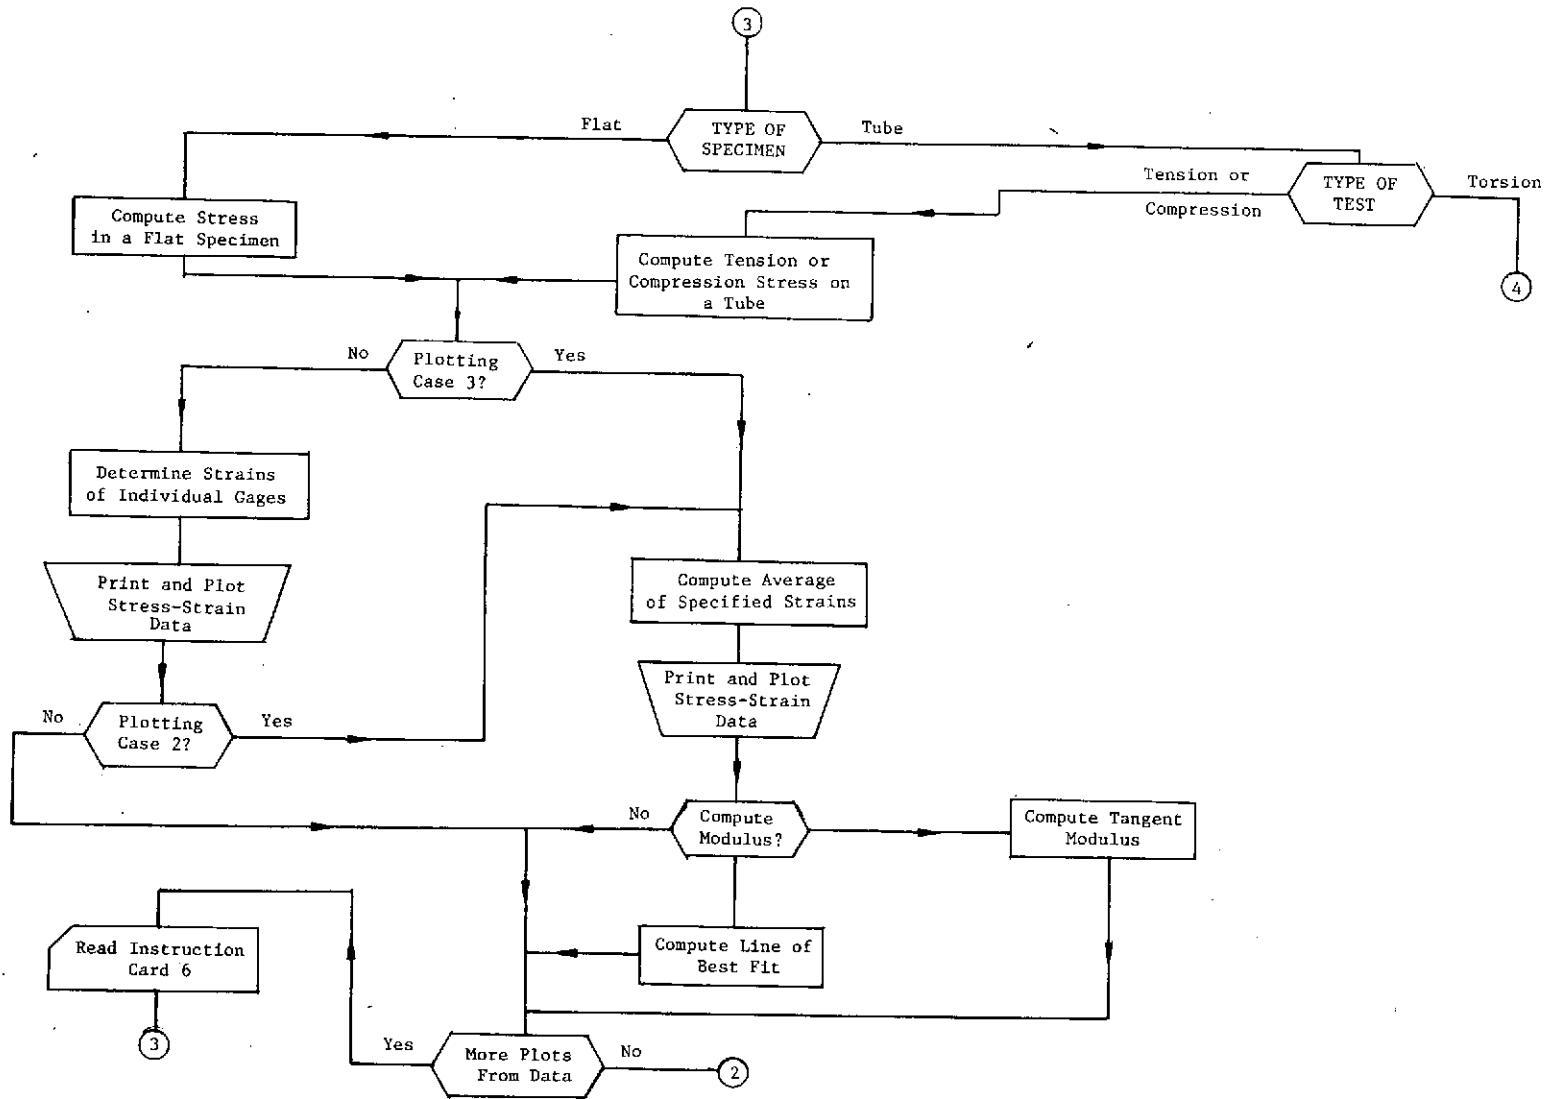 3
TYPE OF
SPECIMEN
Flat
Tube
TYPE OF
TEST
Tension or
Compression
Torsion
4
Compute Stress
in a Flat Specimen
Compute Tension or
Compression Stress on
a Tube
Plotting
Case 3?
No
Yes
Determine Strains
of Individual Gages
Print and Plot
Stress-Strain
Data
Compute Average
of Specified Strains
Print and Plot
Stress-Strain
Data
Plotting
Case 2?
No
Yes
Compute
Modulus?
No
Compute Tangent
Modulus
Compute Line of
Best Fit
Read Instruction
Card 6
3
More Plots
From Data
Yes
No
2